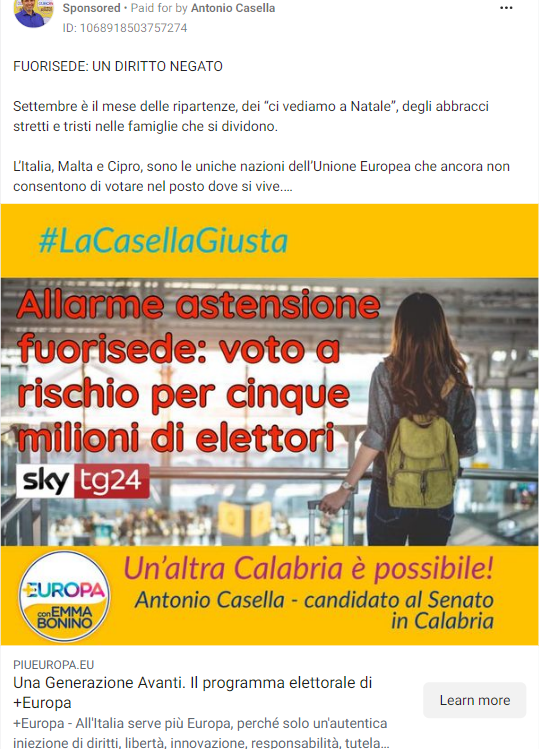 Sponsored • Paid for by Antonio Casella
ID: 1068918503757274
FUORISEDE: UN DIRITTO NEGATO
Settembre è il mese delle ripartenze, dei “ci vediamo a Natale”, degli abbracci
stretti e tristi nelle famiglie che si dividono.
L’Italia, Malta e Cipro, sono le uniche nazioni dell’Unione Europea che ancora non
consentono di votare nel posto dove si vive....
#LaCasellaGiusta
Allarme astensione
fuorisede: voto a
rischio per cinque
milioni di elettori
sky tg24
+EUROPA
con EMMA
BONINO
Un’altra Calabria è possibile!
Antonio Casella - candidato al Senato
in Calabria
PIUEUROPA.EU
Una Generazione Avanti. Il programma elettorale di
+Europa
+Europa - All'Italia serve più Europa, perché solo un'autentica
iniezione di diritti, libertà, innovazione, responsabilità, tutela...
Learn more